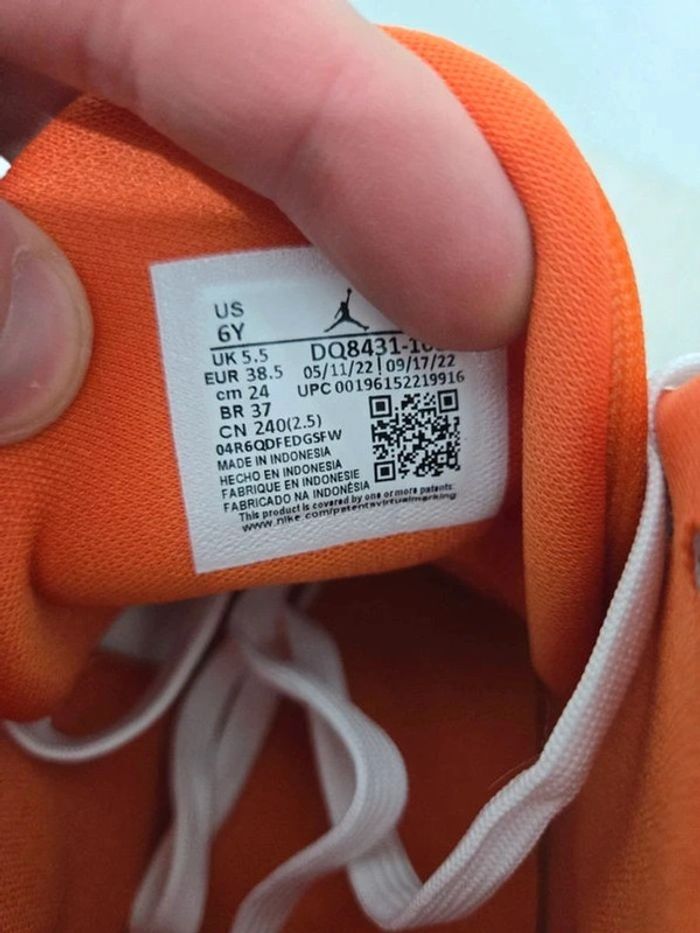 US
6Y
UK 5.5
EUR 38.5
cm 24
BR 37
CN 240(2.5)
DQ8431-
05/11/22 09/17/22
UPC 00196152219916
04R6QDFEDGSFW
MADE IN INDONESIA
HECHO EN INDONESIA
FABRIQUE EN INDONESIE
FABRICADO NA INDONÉSIA
This product is covered by one or more patents:
www.nike.com/patentsvirtualmarking